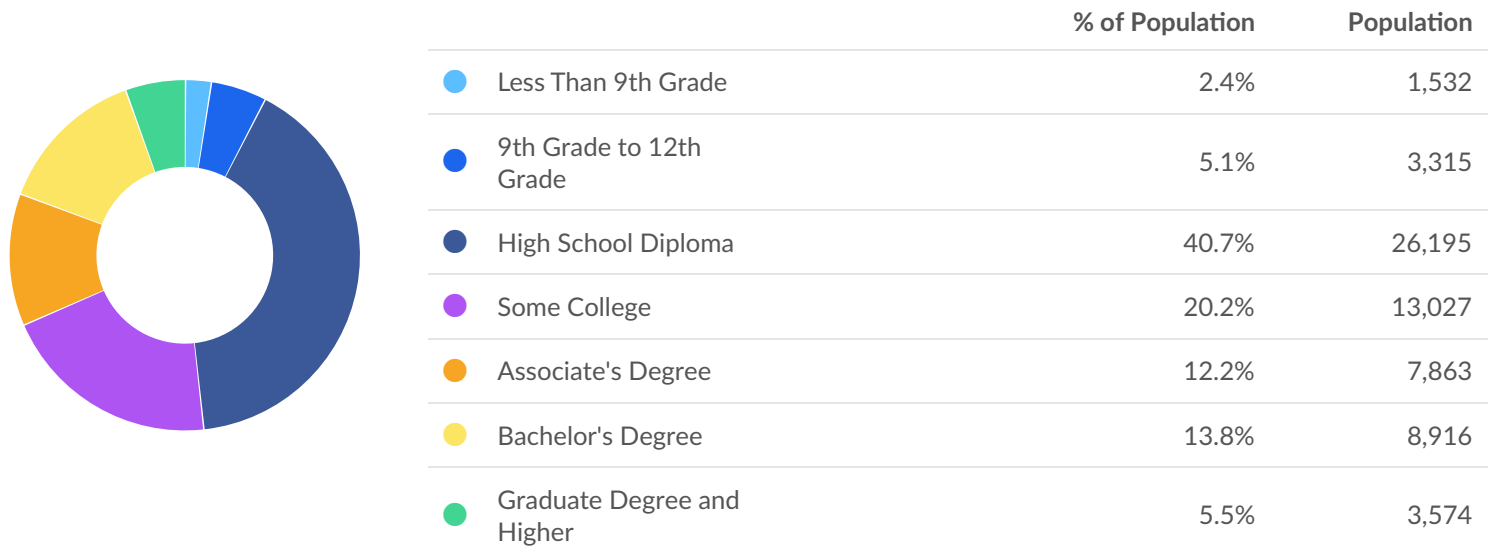 % of Population Population
Less Than 9th Grade 2.4% 1,532
9th Grade to 12th
Grade 5.1% 3,315
High School Diploma 40.7% 26,195
Some College 20.2% 13,027
Associate's Degree 12.2% 7,863
Bachelor's Degree 13.8% 8,916
Graduate Degree and
Higher 5.5% 3,574